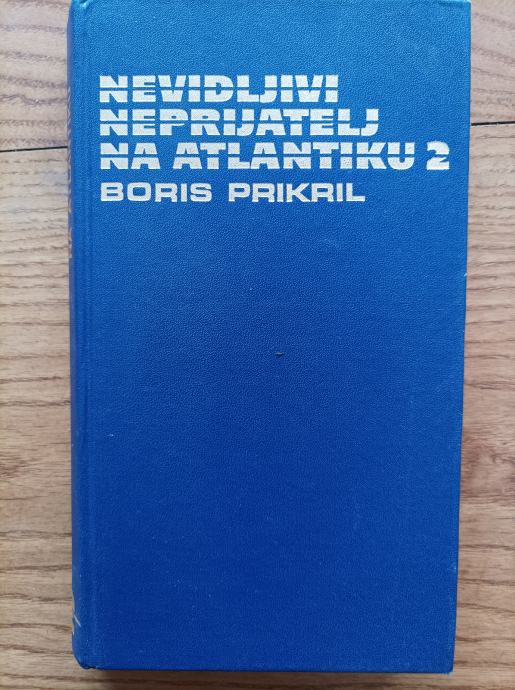 NEVIDLJIVI
NEPRIJATELJ
NA ATLANTIKU 2
BORIS PRIKRIL